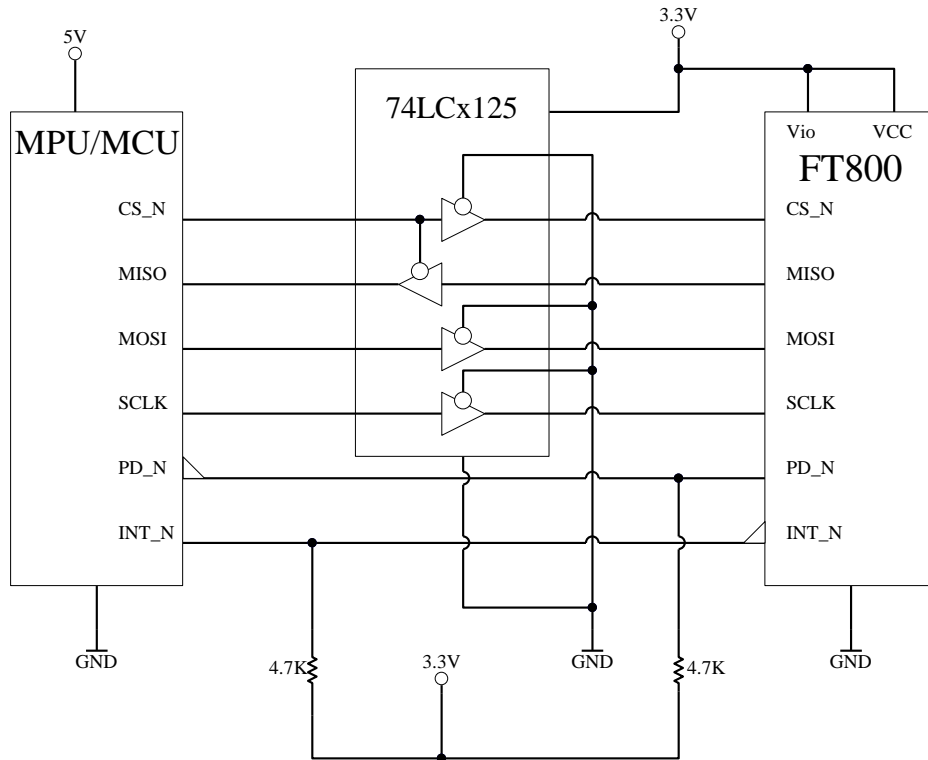 3.3V
5V
74LCx125
MPU/MCU
Vio VCC
FT800
CS_N CS_N
MISO MISO
MOSI MOSI
SCLK SCLK
PD_N PD_N
INT_N INT_N
GND 4.7K 3.3V GND 4.7K GND